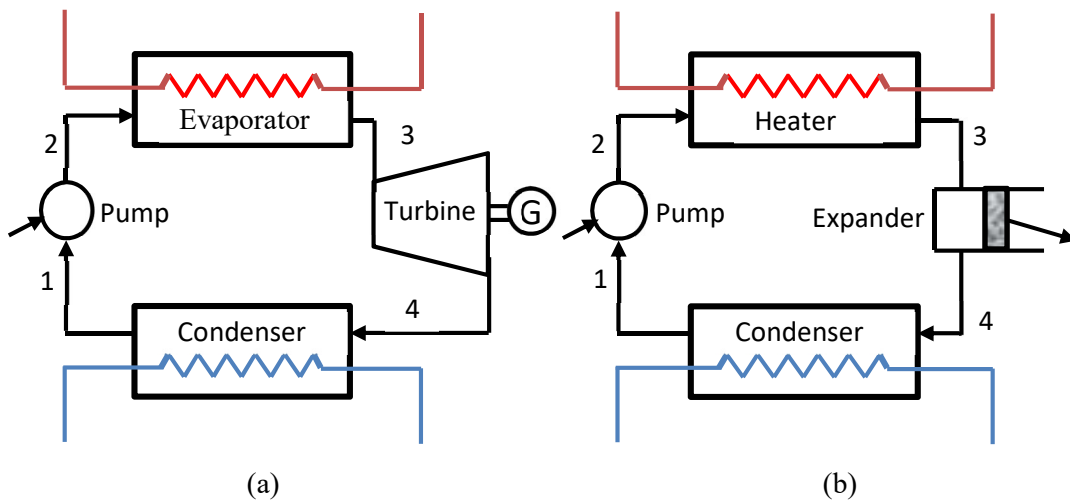 Evaporator
2
3
Pump
Turbine
G
1
4
Condenser
(a)
Heater
2
3
Pump
Expander
1
4
Condenser
(b)